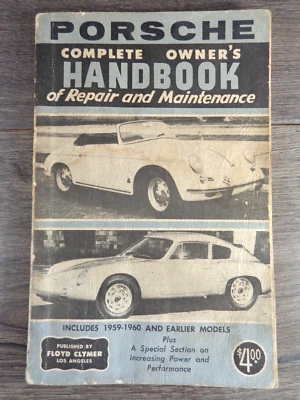 PORSCHE
COMPLETE OWNER'S
HANDBOOK
of Repair and Maintenance
INCLUDES 1959-1960 AND EARLIER MODELS
Plus
A Special Section on
Increasing Power and
Performance
PUBLISHED BY
FLOYD CLYMER
LOS ANGELES
$4.00